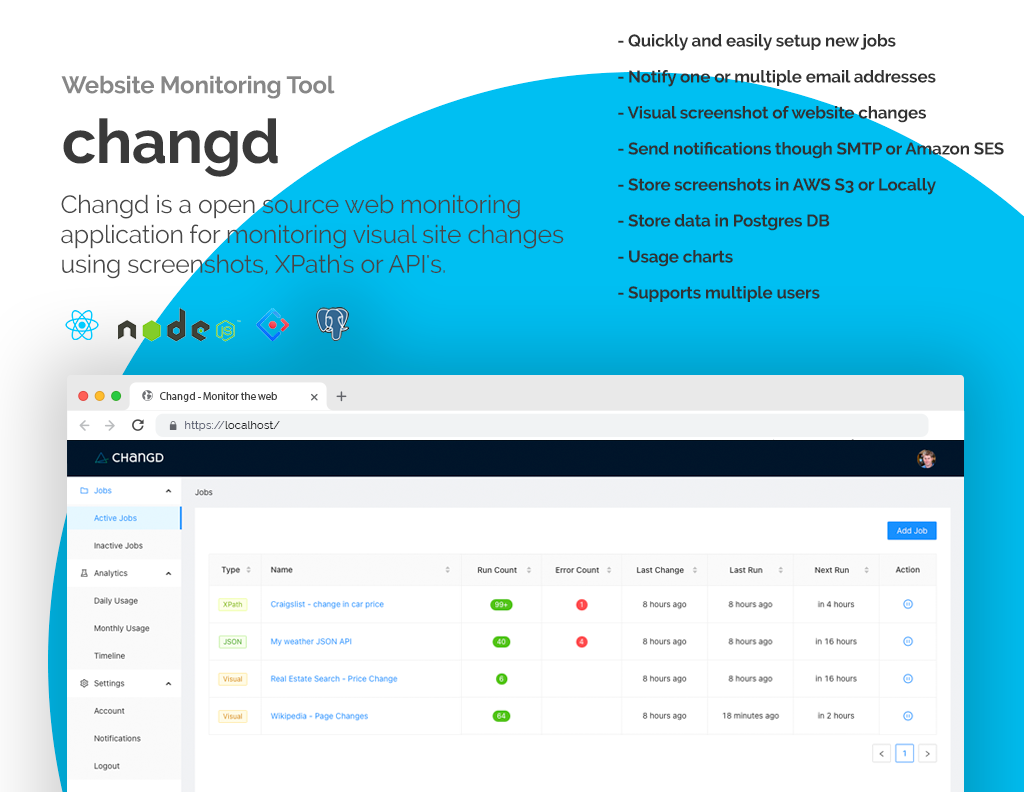 Website Monitoring Tool
changd
Changd is a open source web monitoring
application for monitoring visual site changes
using screenshots, XPath's or API's.
node JS ™
- Quickly and easily setup new jobs
- Notify one or multiple email addresses
- Visual screenshot of website changes
- Send notifications though SMTP or Amazon SES
- Store screenshots in AWS S3 or Locally
- Store data in Postgres DB
- Usage charts
- Supports multiple users
Changd - Monitor the web
https://localhost/
CHANGD
Jobs
Active Jobs
Inactive Jobs
Analytics
Daily Usage
Monthly Usage
Timeline
Settings
Account
Notifications
Logout
Jobs
Add Job
Type Name Run Count Error Count Last Change Last Run Next Run Action
XPath Craigslist - change in car price 99+ 1 8 hours ago 8 hours ago in 4 hours
JSON My weather JSON API 40 4 8 hours ago 8 hours ago in 16 hours
Visual Real Estate Search - Price Change 6 8 hours ago 8 hours ago in 16 hours
Visual Wikipedia - Page Changes 64 8 hours ago 18 minutes ago in 2 hours
< 1 >